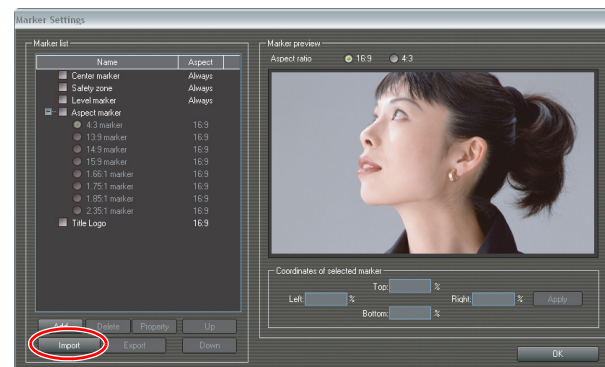 Marker Settings
Marker list
Name Aspect
Center marker Always
Safety zone Always
Level marker Always
Aspect marker
4:3 marker 16:9
13:9 marker 16:9
14:9 marker 16:9
15:9 marker 16:9
1.66:1 marker 16:9
1.75:1 marker 16:9
1.85:1 marker 16:9
2.35:1 marker 16:9
Title Logo 16:9
Add Delete Property Up
Import Export Down
Marker preview
Aspect ratio 16:9 4:3
Coordinates of selected marker
Top: %
Left: % Right: % Apply
Bottom: %
OK